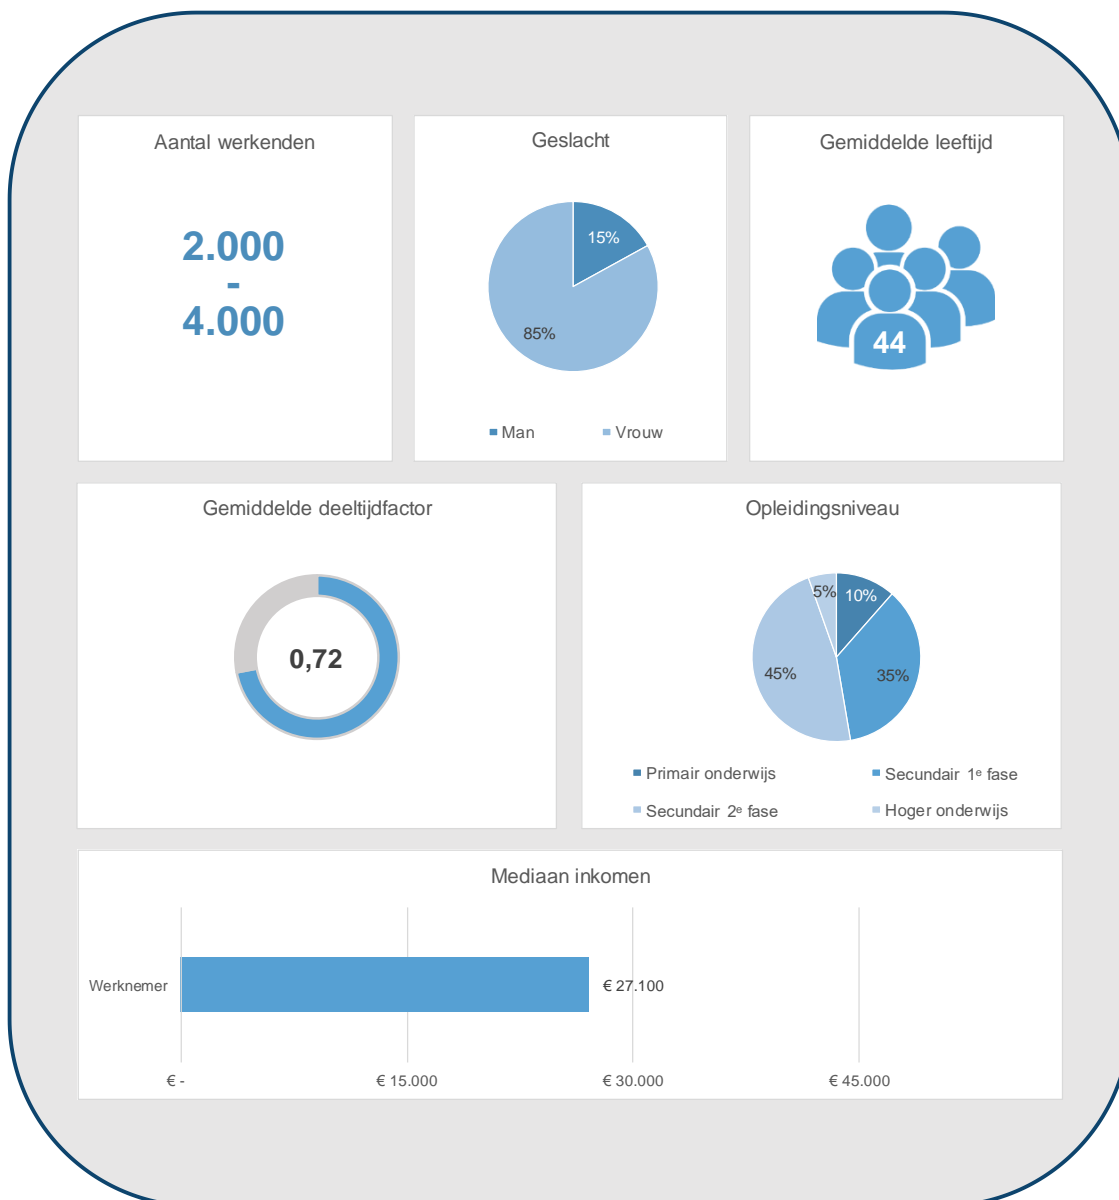 Aantal werkenden
2.000
-
4.000
Geslacht
15%
85%
Man
Vrouw
Gemiddelde leeftijd
44
Gemiddelde deeltijdfactor
0,72
Opleidingsniveau
5%
10%
45%
35%
Primair onderwijs
Secundair 1ᵉ fase
Secundair 2ᵉ fase
Hoger onderwijs
Mediaan inkomen
Werknemer
€ 27.100
€ -
€ 15.000
€ 30.000
€ 45.000